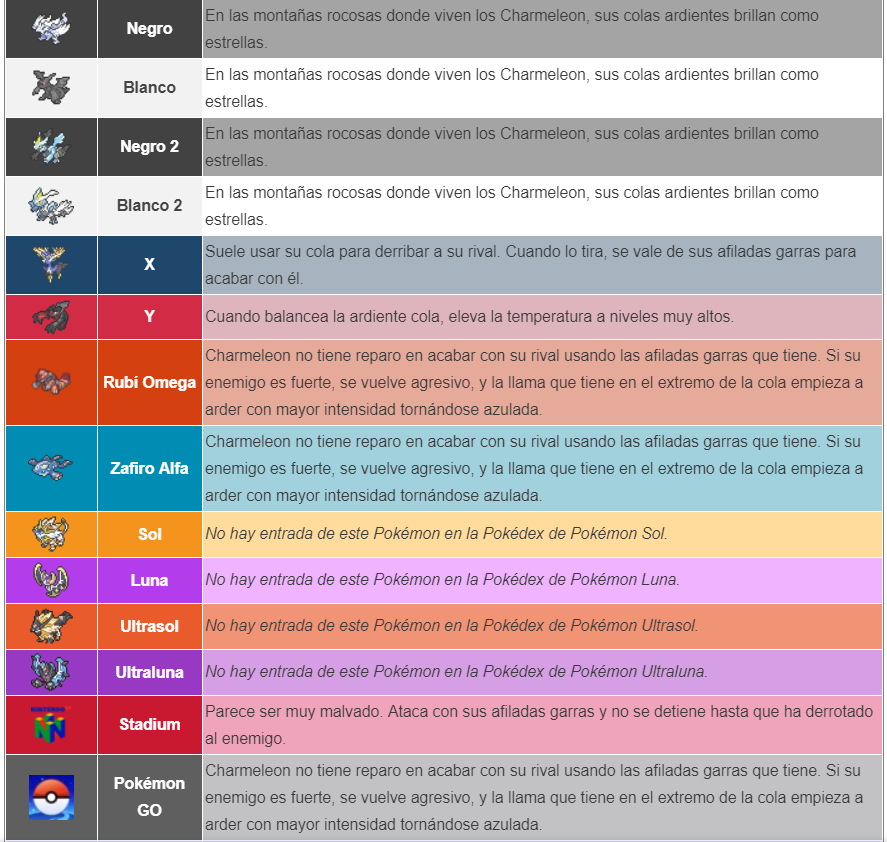 Negro
En las montañas rocosas donde viven los Charmeleon, sus colas ardientes brillan como
estrellas.
Blanco
En las montañas rocosas donde viven los Charmeleon, sus colas ardientes brillan como
estrellas.
Negro 2
En las montañas rocosas donde viven los Charmeleon, sus colas ardientes brillan como
estrellas.
Blanco 2
En las montañas rocosas donde viven los Charmeleon, sus colas ardientes brillan como
estrellas.
X
Suele usar su cola para derribar a su rival. Cuando lo tira, se vale de sus afiladas garras para
acabar con él.
Y
Cuando balancea la ardiente cola, eleva la temperatura a niveles muy altos.
Rubí Omega
Charmeleon no tiene reparo en acabar con su rival usando las afiladas garras que tiene. Si su
enemigo es fuerte, se vuelve agresivo, y la llama que tiene en el extremo de la cola empieza a
arder con mayor intensidad tornándose azulada.
Zafiro Alfa
Charmeleon no tiene reparo en acabar con su rival usando las afiladas garras que tiene. Si su
enemigo es fuerte, se vuelve agresivo, y la llama que tiene en el extremo de la cola empieza a
arder con mayor intensidad tornándose azulada.
Sol
No hay entrada de este Pokémon en la Pokédex de Pokémon Sol.
Luna
No hay entrada de este Pokémon en la Pokédex de Pokémon Luna.
Ultrasol
No hay entrada de este Pokémon en la Pokédex de Pokémon Ultrasol.
Ultraluna
No hay entrada de este Pokémon en la Pokédex de Pokémon Ultraluna.
NINTENDO
Stadium
Parece ser muy malvado. Ataca con sus afiladas garras y no se detiene hasta que ha derrotado
al enemigo.
Pokémon
GO
Charmeleon no tiene reparo en acabar con su rival usando las afiladas garras que tiene. Si su
enemigo es fuerte, se vuelve agresivo, y la llama que tiene en el extremo de la cola empieza a
arder con mayor intensidad tornándose azulada.